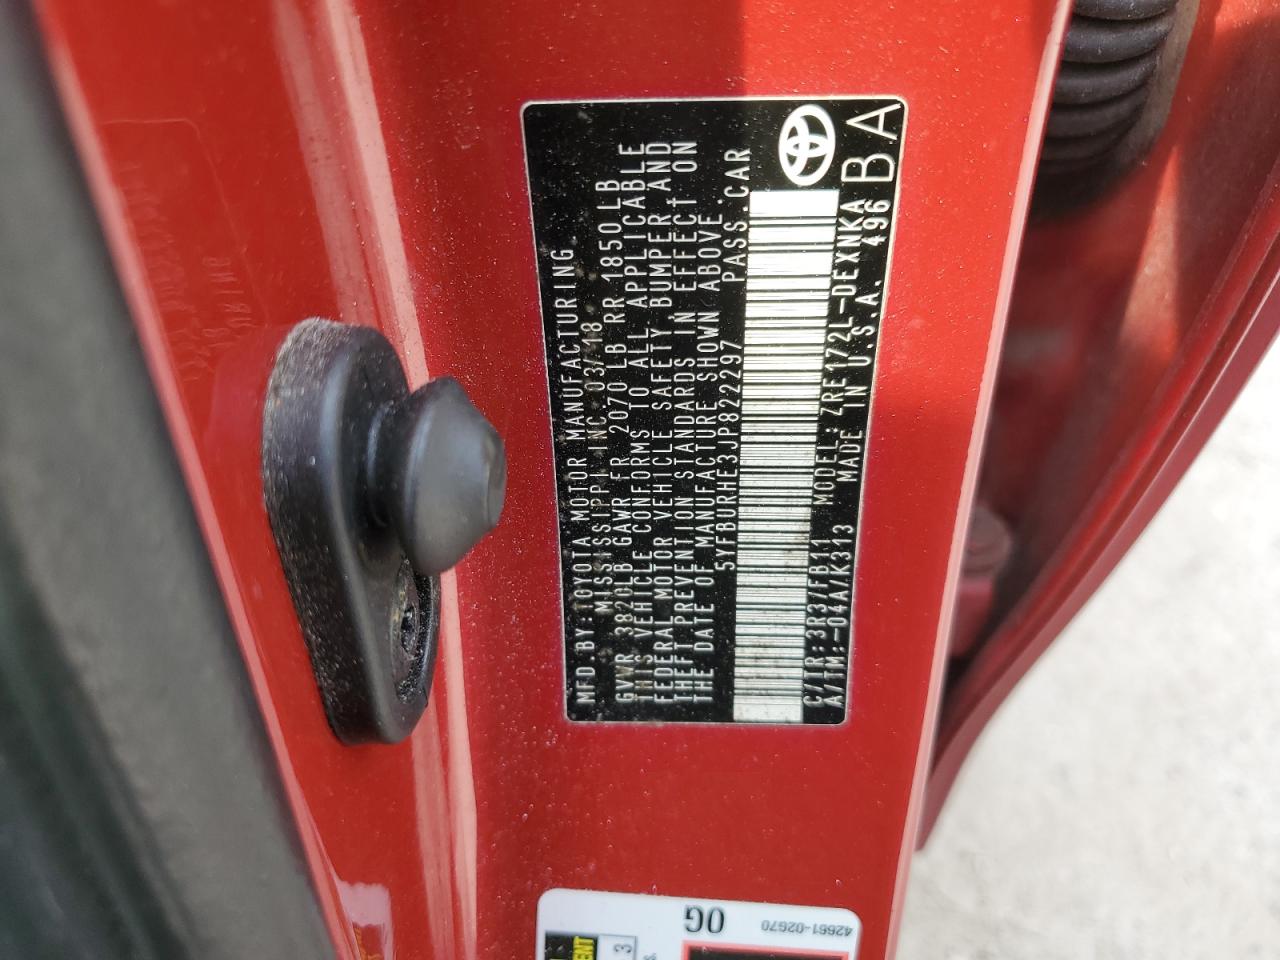 MFD.BY:TOYOTA MOTOR MANUFACTURING
MISSISSIPPI INC. 03/18
GVWR 3820LB GAWR FR 2070 LB RR 1850LB
THIS VEHICLE CONFORMS TO ALL APPLICABLE
FEDERAL MOTOR VEHICLE SAFETY,BUMPER AND
THEFT PREVENTION STANDARDS IN EFFECT ON
THE DATE OF MANUFACTURE SHOWN ABOVE.
5YFBURHE3JP822297 PASS.CAR
C/TR:3R3/FB11 MODEL:ZRE172L-DEXNKA
A/TM:-04A/K313 MADE IN U.S.A. 496
BA
42661-02G70
0G
3